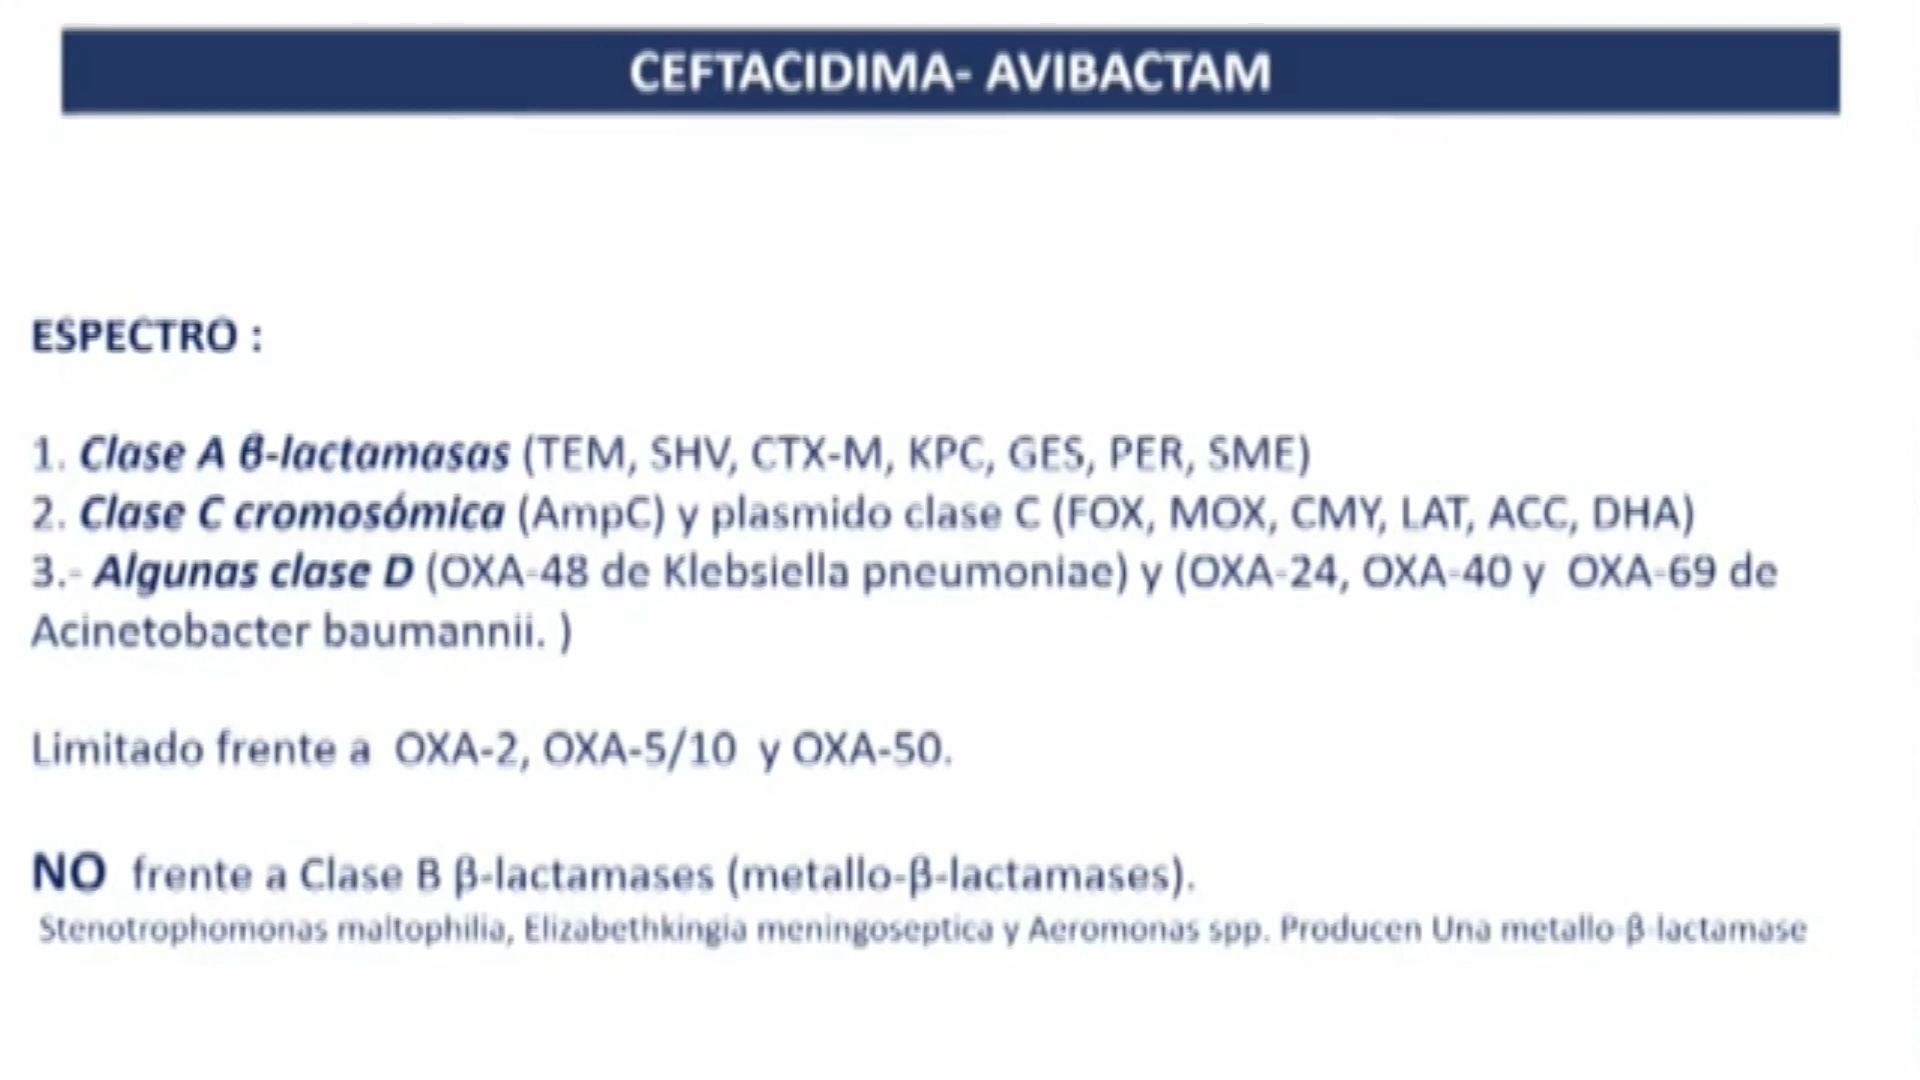 CEFTACIDIMA- AVIBACTAM
ESPECTRO :
1. Clase A β-lactamasas (TEM, SHV, CTX-M, KPC, GES, PER, SME)
2. Clase C cromosómica (AmpC) y plasmido clase C (FOX, MOX, CMY, LAT, ACC, DHA)
3.- Algunas clase D (OXA-48 de Klebsiella pneumoniae) y (OXA-24, OXA-40 y OXA-69 de
Acinetobacter baumannii. )
Limitado frente a OXA-2, OXA-5/10 y OXA-50.
NO frente a Clase B β-lactamases (metallo-β-lactamases).
Stenotrophomonas maltophilia, Elizabethkingia meningoseptica y Aeromonas spp. Producen Una metallo-β-lactamase